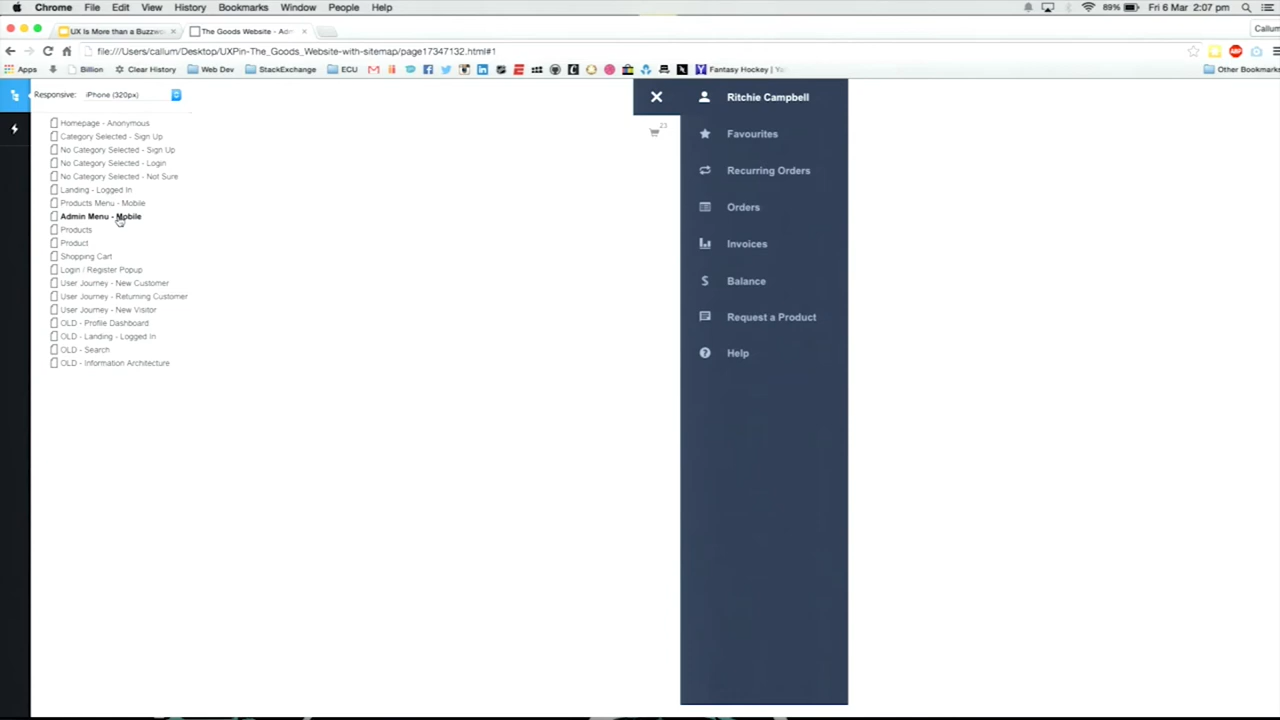 Chrome File Edit View History Bookmarks Window People Help 89% Fri 6 Mar 2:07 pm
UX Is More than a Buzzwo The Goods Website - Adm Callum
file:///Users/callum/Desktop/UXPin-The_Goods_Website-with-sitemap/page17347132.html#1
Apps Billion Clear History Web Dev StackExchange ECU Fantasy Hockey | Ya Other Bookmarks
Responsive: iPhone (320px)
Homepage - Anonymous
Category Selected - Sign Up
No Category Selected - Sign Up
No Category Selected - Login
No Category Selected - Not Sure
Landing - Logged In
Products Menu - Mobile
Admin Menu - Mobile
Products
Product
Shopping Cart
Login / Register Popup
User Journey - New Customer
User Journey - Returning Customer
User Journey - New Visitor
OLD - Profile Dashboard
OLD - Landing - Logged In
OLD - Search
OLD - Information Architecture
23
Ritchie Campbell
Favourites
Recurring Orders
Orders
Invoices
Balance
Request a Product
Help